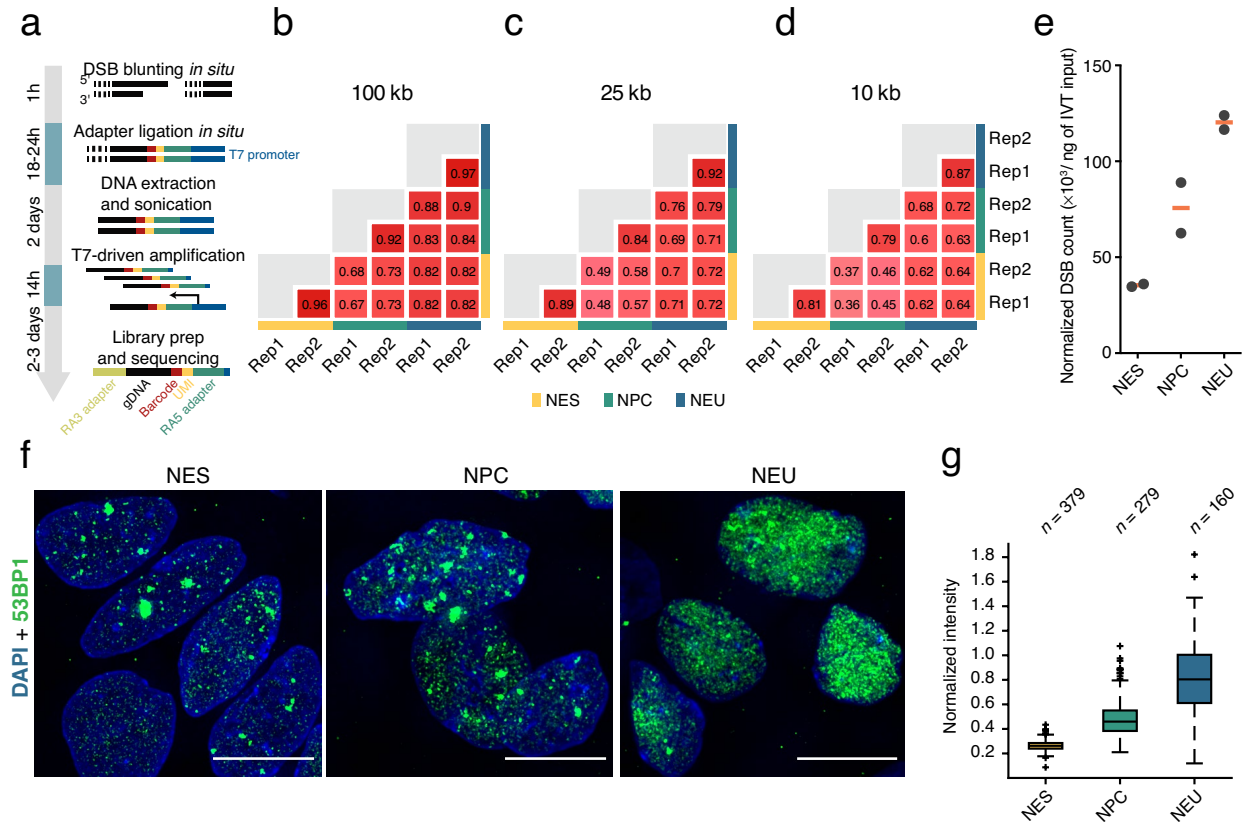 a
b
c
d
e
DSB blunting in situ
5'
3'
1h
Adapter ligation in situ
T7 promoter
18-24h
DNA extraction
and sonication
2 days
T7-driven amplification
14h
Library prep
and sequencing
2-3 days
RA3 adapter
gDNA
Barcode
UMI
RA5 adapter
100 kb
0.97
0.88 0.9
0.92 0.83 0.84
0.68 0.73 0.82 0.82
0.96 0.67 0.73 0.82 0.82
Rep1 Rep2 Rep1 Rep2 Rep1 Rep2
25 kb
0.92
0.76 0.79
0.84 0.69 0.71
0.49 0.58 0.7 0.72
0.89 0.48 0.57 0.71 0.72
Rep1 Rep2 Rep1 Rep2 Rep1 Rep2
10 kb
Rep2
0.87 Rep1
0.68 0.72 Rep2
0.79 0.6 0.63 Rep1
0.37 0.46 0.62 0.64 Rep2
0.81 0.36 0.45 0.62 0.64 Rep1
Rep1 Rep2 Rep1 Rep2 Rep1 Rep2
NES NPC NEU
Normalized DSB count (×10³/ ng of IVT input)
150
100
50
0
NES NPC NEU
f
NES NPC NEU
DAPI + 53BP1
g
n = 379 n = 279 n = 160
Normalized intensity
1.8
1.6
1.4
1.2
1.0
0.8
0.6
0.4
0.2
NES NPC NEU